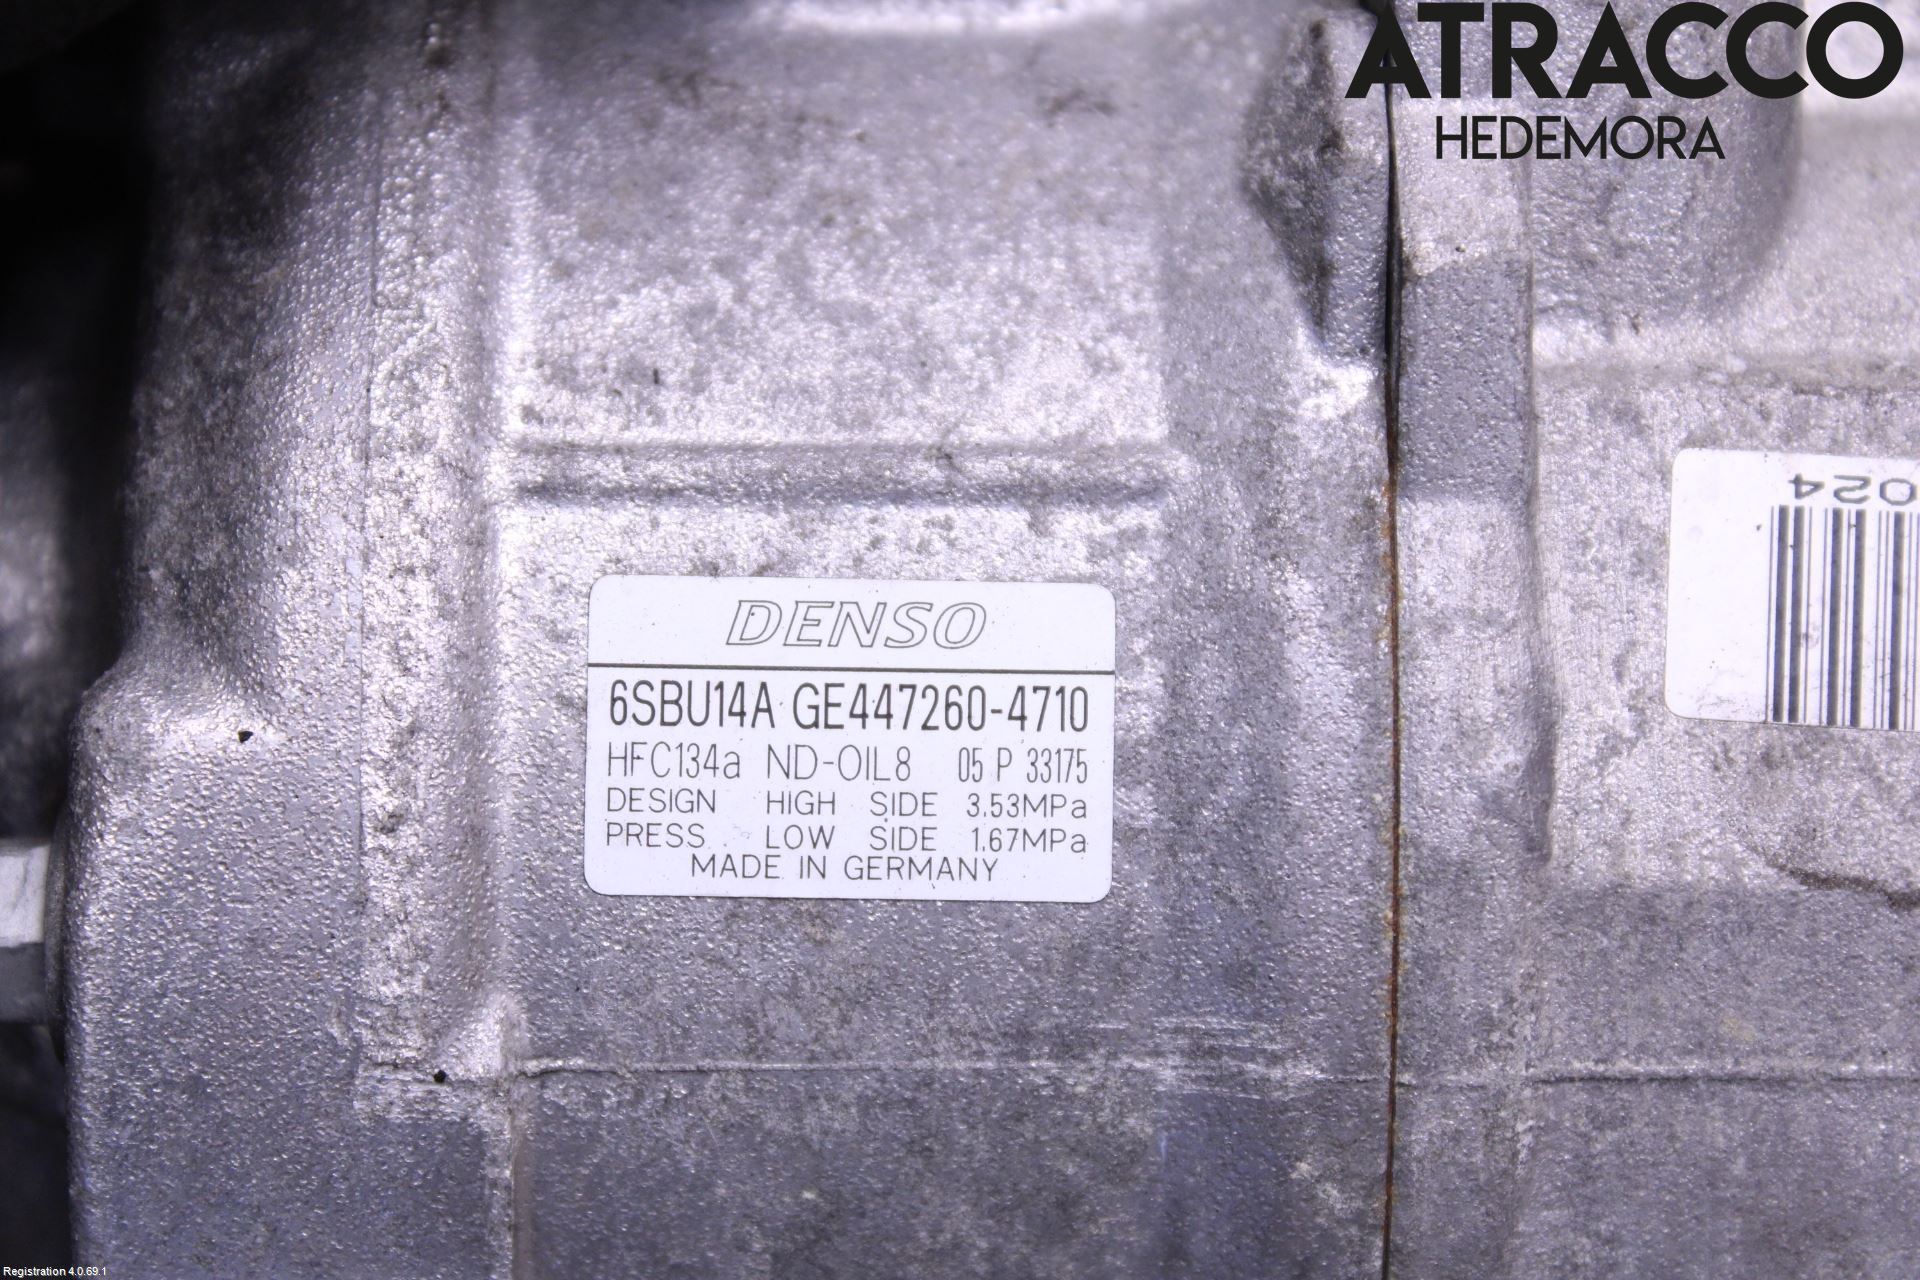 ATRACCO
HEDEMORA
024
DENSO
6SBU14A GE447260-4710
HFC134a ND-OIL8 05 P 33175
DESIGN HIGH SIDE 3.53MPa
PRESS LOW SIDE 1.67MPa
MADE IN GERMANY
Registration 4.0.69.1